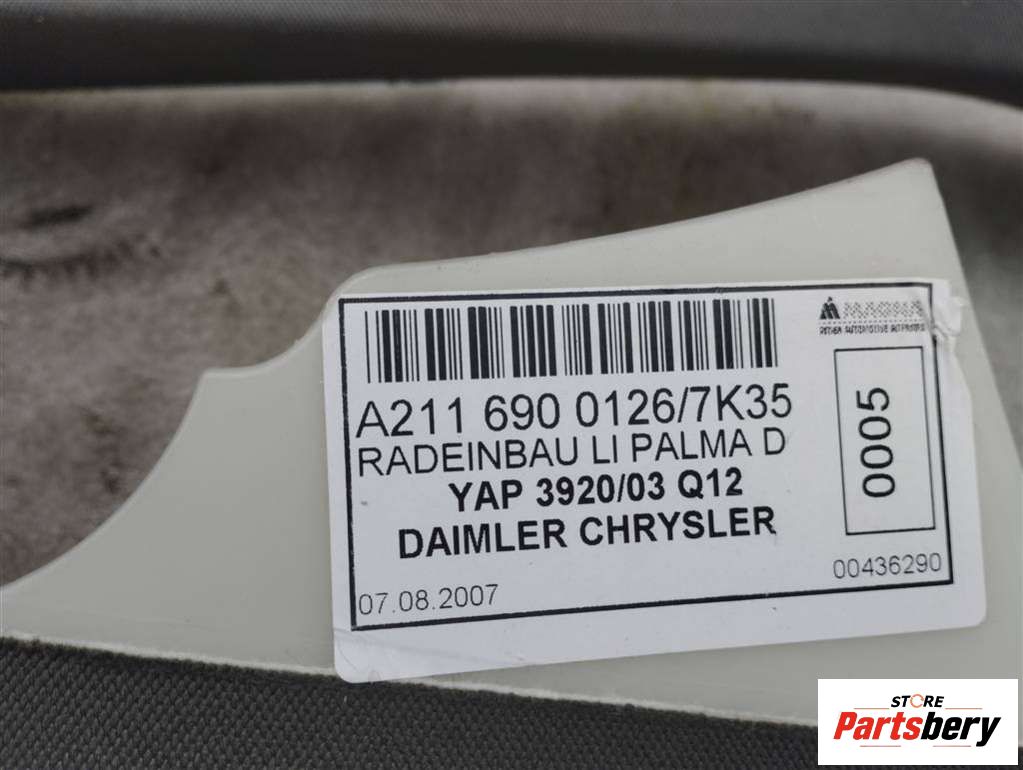 MAGNA
A211 690 0126/7K35
RADEINBAU LI PALMA D
YAP 3920/03 Q12
DAIMLER CHRYSLER
0005
07.08.2007
00436290
STORE
Partsbery